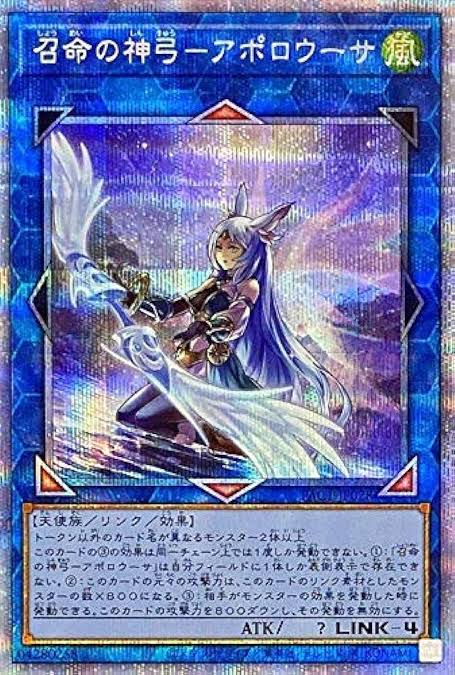 召命の神弓－アポロウーサ 風
【天使族／リンク／効果】
トークン以外のカード名が異なるモンスター2体以上
このカードの③の効果は同一チェーン上では1度しか発動できない。①：「召命
の神弓－アポロウーサ」は自分フィールドに1体しか表側表示で存在でき
ない。②：このカードの元々の攻撃力は、このカードのリンク素材としたモンス
ターの数×800になる。③：相手がモンスターの効果を発動した時に
発動できる。このカードの攻撃力を800ダウンし、その発動を無効にする。
ATK/ ? LINK-4
04280258
KONAMI